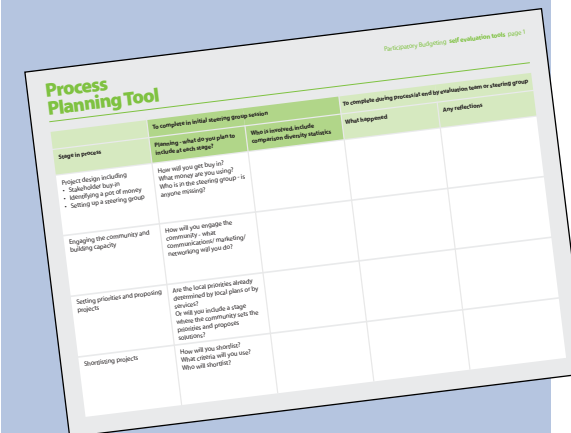 Participatory Budgeting self evaluation tools page 1
Process
Planning Tool
To complete in initial steering group session
To complete during process/at end by evaluation team or steering group
Stage in process
Planning - what do you plan to
include at each stage?
Who is involved, include
comparison diversity statistics
What happened
Any reflections
Project design including
• Stakeholder buy-in
• Identifying a pot of money
• Setting up a steering group
How will you get buy in?
What money are you using?
Who is in the steering group - is
anyone missing?
Engaging the community and
building capacity
How will you engage the
community - what
communications/ marketing/
networking will you do?
Setting priorities and proposing
projects
Are the local priorities already
determined by local plans or by
services?
Or will you include a stage
where the community sets the
priorities and proposes
solutions?
Shortlisting projects
How will you shortlist?
What criteria will you use?
Who will shortlist?